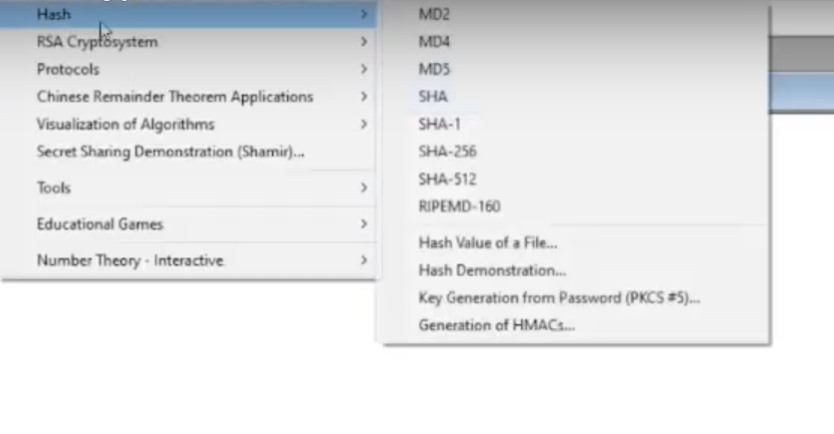 Hash
RSA Cryptosystem
Protocols
Chinese Remainder Theorem Applications
Visualization of Algorithms
Secret Sharing Demonstration (Shamir)...
Tools
Educational Games
Number Theory - Interactive
MD2
MD4
MD5
SHA
SHA-1
SHA-256
SHA-512
RIPEMD-160
Hash Value of a File...
Hash Demonstration...
Key Generation from Password (PKCS #5)...
Generation of HMACs...